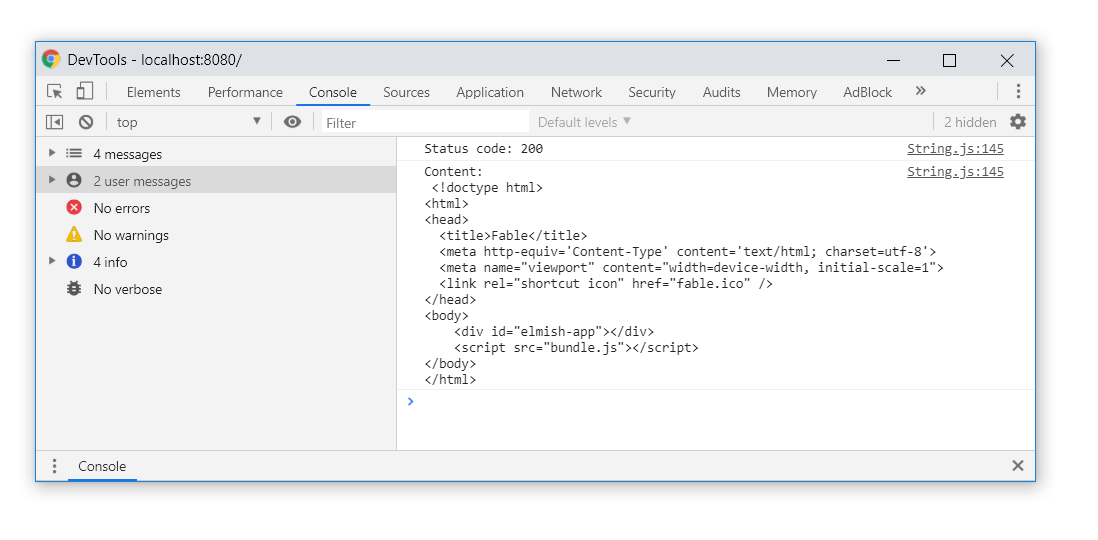 DevTools - localhost:8080/
Elements Performance Console Sources Application Network Security Audits Memory AdBlock »
top Filter Default levels 2 hidden
4 messages
2 user messages
No errors
No warnings
4 info
No verbose
Status code: 200 String.js:145
Content: String.js:145
<!doctype html>
<html>
<head>
<title>Fable</title>
<meta http-equiv='Content-Type' content='text/html; charset=utf-8'>
<meta name="viewport" content="width=device-width, initial-scale=1">
<link rel="shortcut icon" href="fable.ico" />
</head>
<body>
<div id="elmish-app"></div>
<script src="bundle.js"></script>
</body>
</html>
>
Console